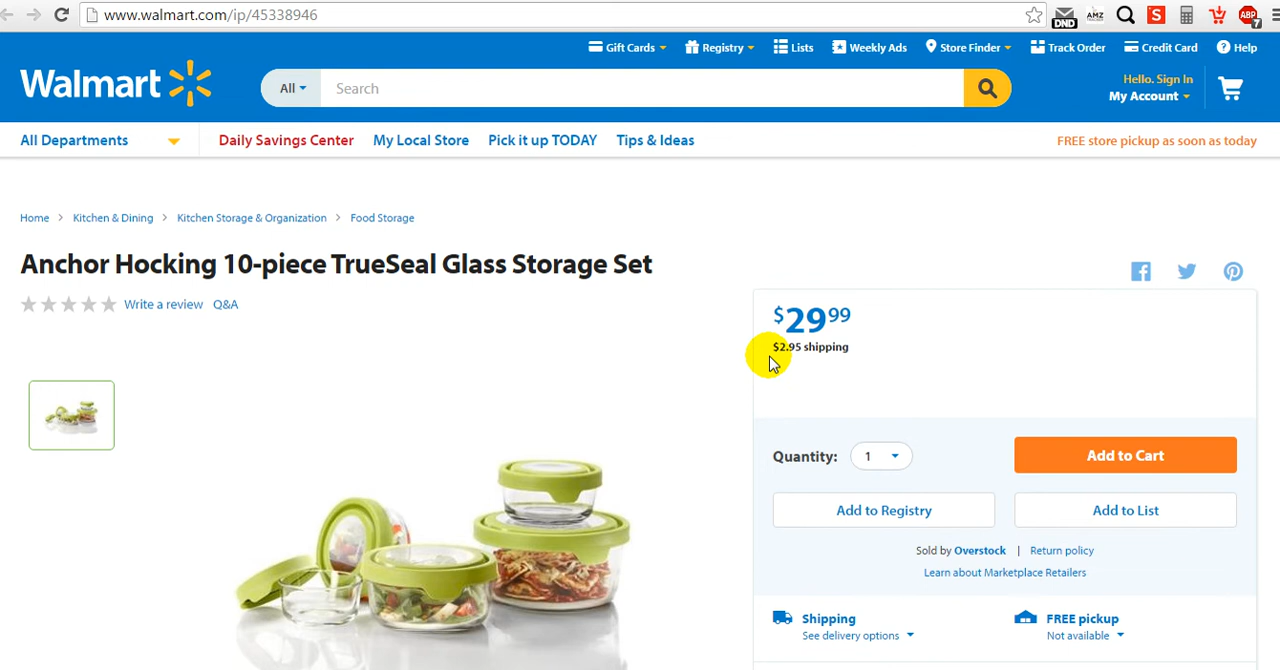 www.walmart.com/ip/45338946
DND
AMZ
S
ABP
7
Gift Cards
Registry
Lists
Weekly Ads
Store Finder
Track Order
Credit Card
? Help
Walmart
All
Search
Hello. Sign In
My Account
All Departments
Daily Savings Center
My Local Store
Pick it up TODAY
Tips & Ideas
FREE store pickup as soon as today
Home > Kitchen & Dining > Kitchen Storage & Organization > Food Storage
Anchor Hocking 10-piece TrueSeal Glass Storage Set
Write a review Q&A
$29 99
$2.95 shipping
Quantity: 1
Add to Cart
Add to Registry
Add to List
Sold by Overstock | Return policy
Learn about Marketplace Retailers
Shipping
See delivery options
FREE pickup
Not available